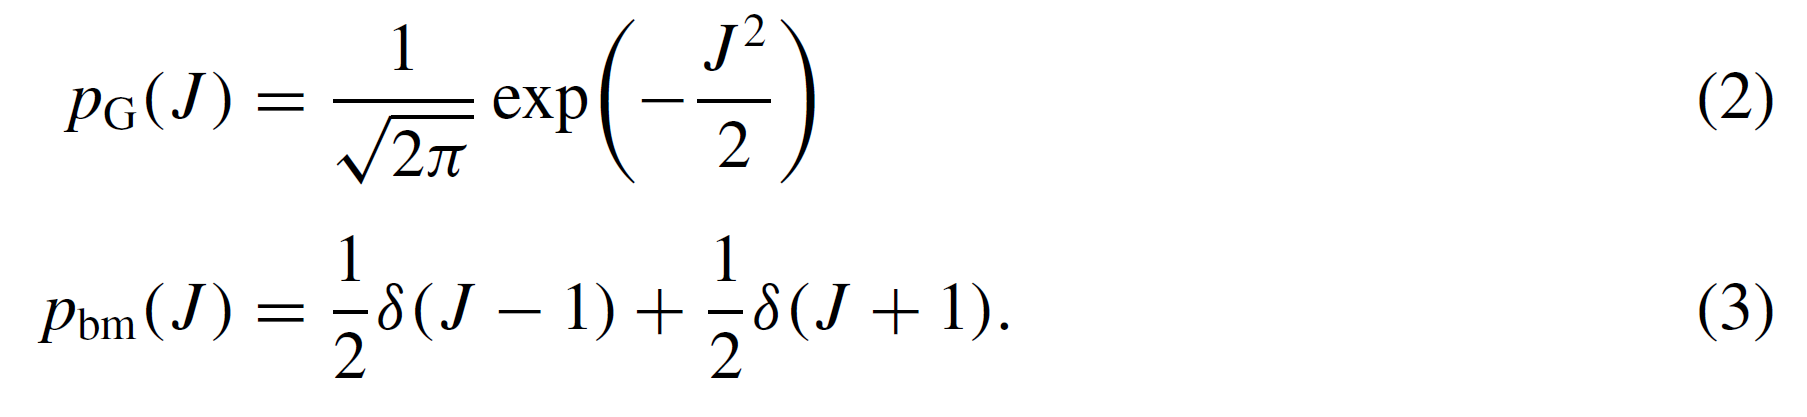 p_G(J) = \frac{1}{\sqrt{2\pi}} \exp\left(-\frac{J^2}{2}\right) (2)
p_{bm}(J) = \frac{1}{2}\delta(J - 1) + \frac{1}{2}\delta(J + 1). (3)